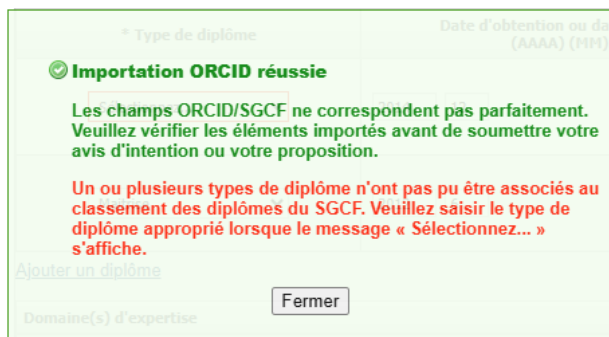 * Type de diplôme
Date d'obtention ou da
(AAAA) (MM)
Importation ORCID réussie
Les champs ORCID/SGCF ne correspondent pas parfaitement.
Veuillez vérifier les éléments importés avant de soumettre votre
avis d'intention ou votre proposition.
Un ou plusieurs types de diplôme n'ont pas pu être associés au
classement des diplômes du SGCF. Veuillez saisir le type de
diplôme approprié lorsque le message « Sélectionnez... »
s'affiche.
Ajouter un diplôme
Fermer
Domaine(s) d'expertise